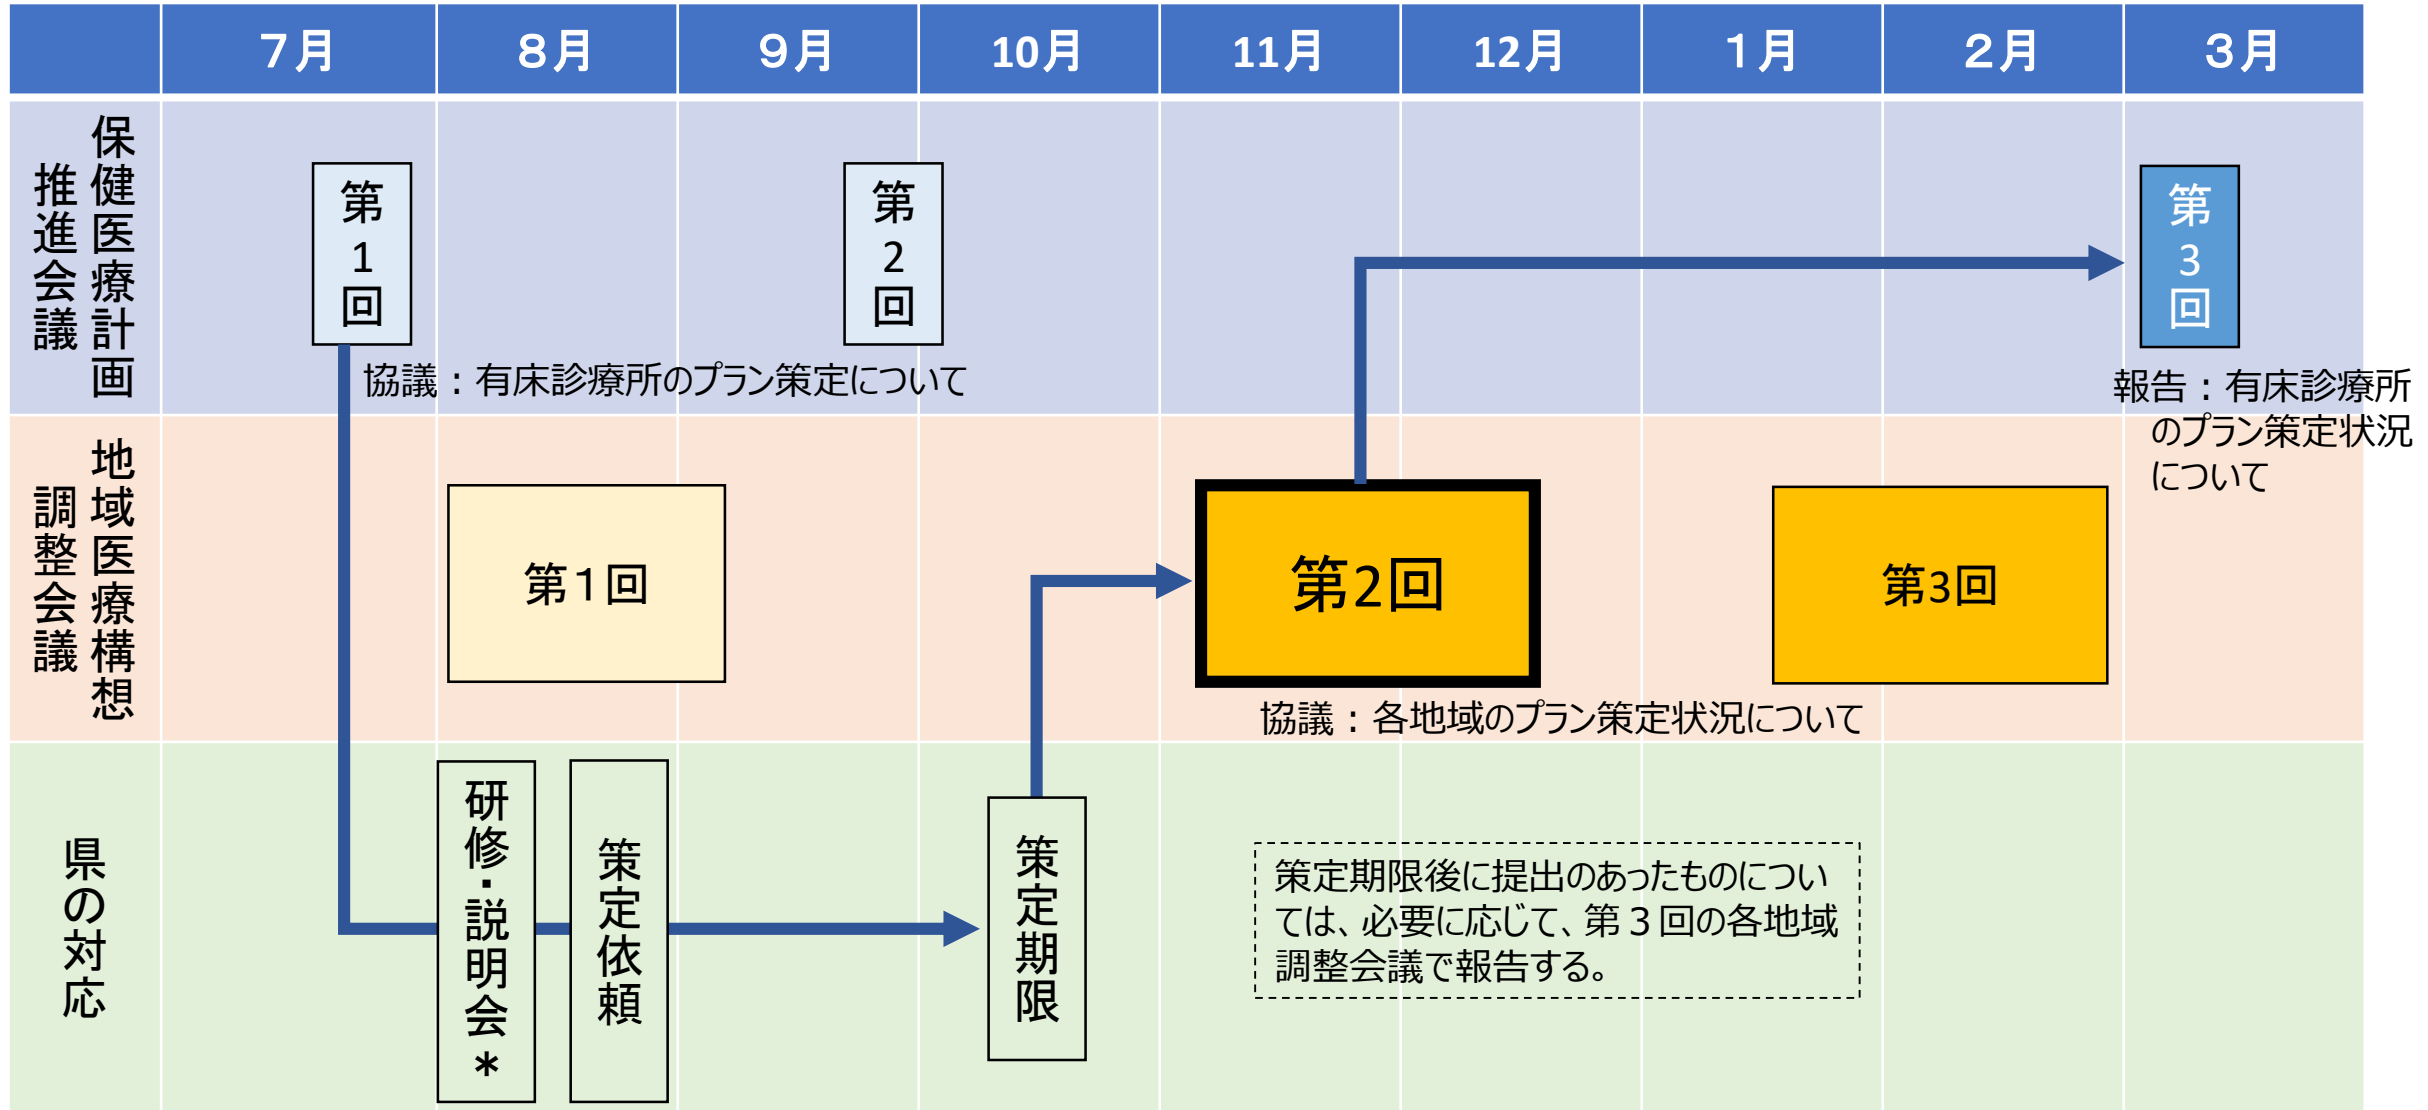 7月
8月
9月
10月
11月
12月
1月
2月
3月
保健医療計画
推進会議
第1回
第2回
第3回
協議：有床診療所のプラン策定について
報告：有床診療所
のプラン策定状況
について
地域医療構想
調整会議
第1回
第2回
第3回
協議：各地域のプラン策定状況について
県の対応
研修・説明会*
策定依頼
策定期限
策定期限後に提出のあったものについ
ては、必要に応じて、第3回の各地域
調整会議で報告する。